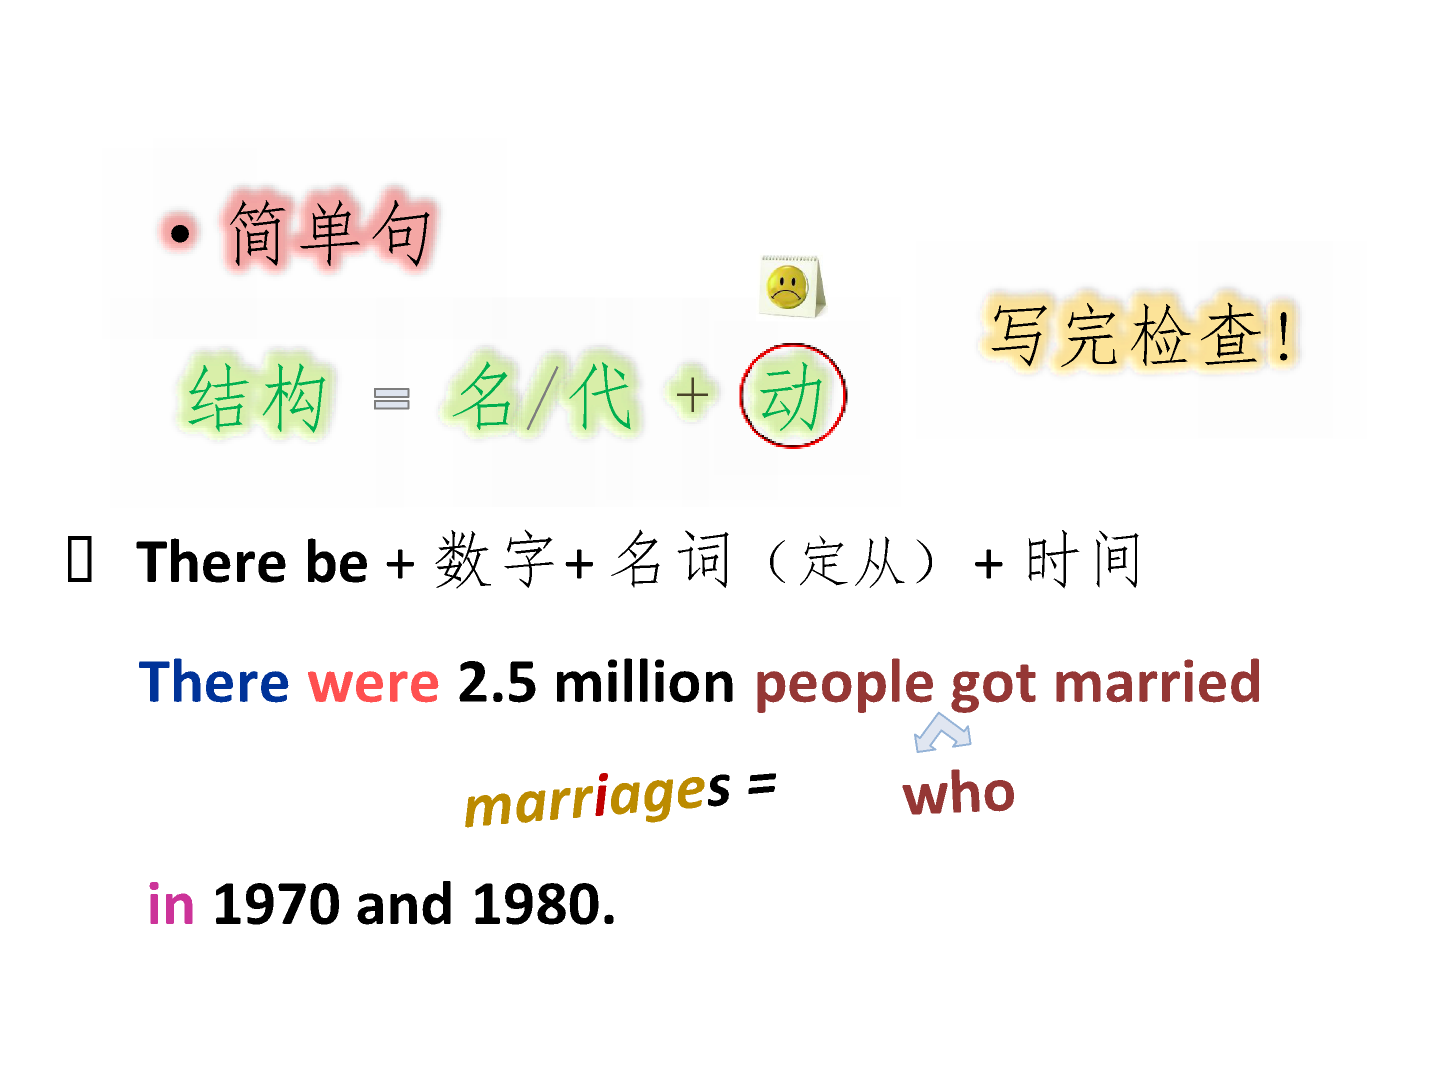 • 简单句
写完检查!
结构 = 名/代 + 动
There be + 数字+ 名词（定从）+ 时间
There were 2.5 million people got married
marriages = who
in 1970 and 1980.